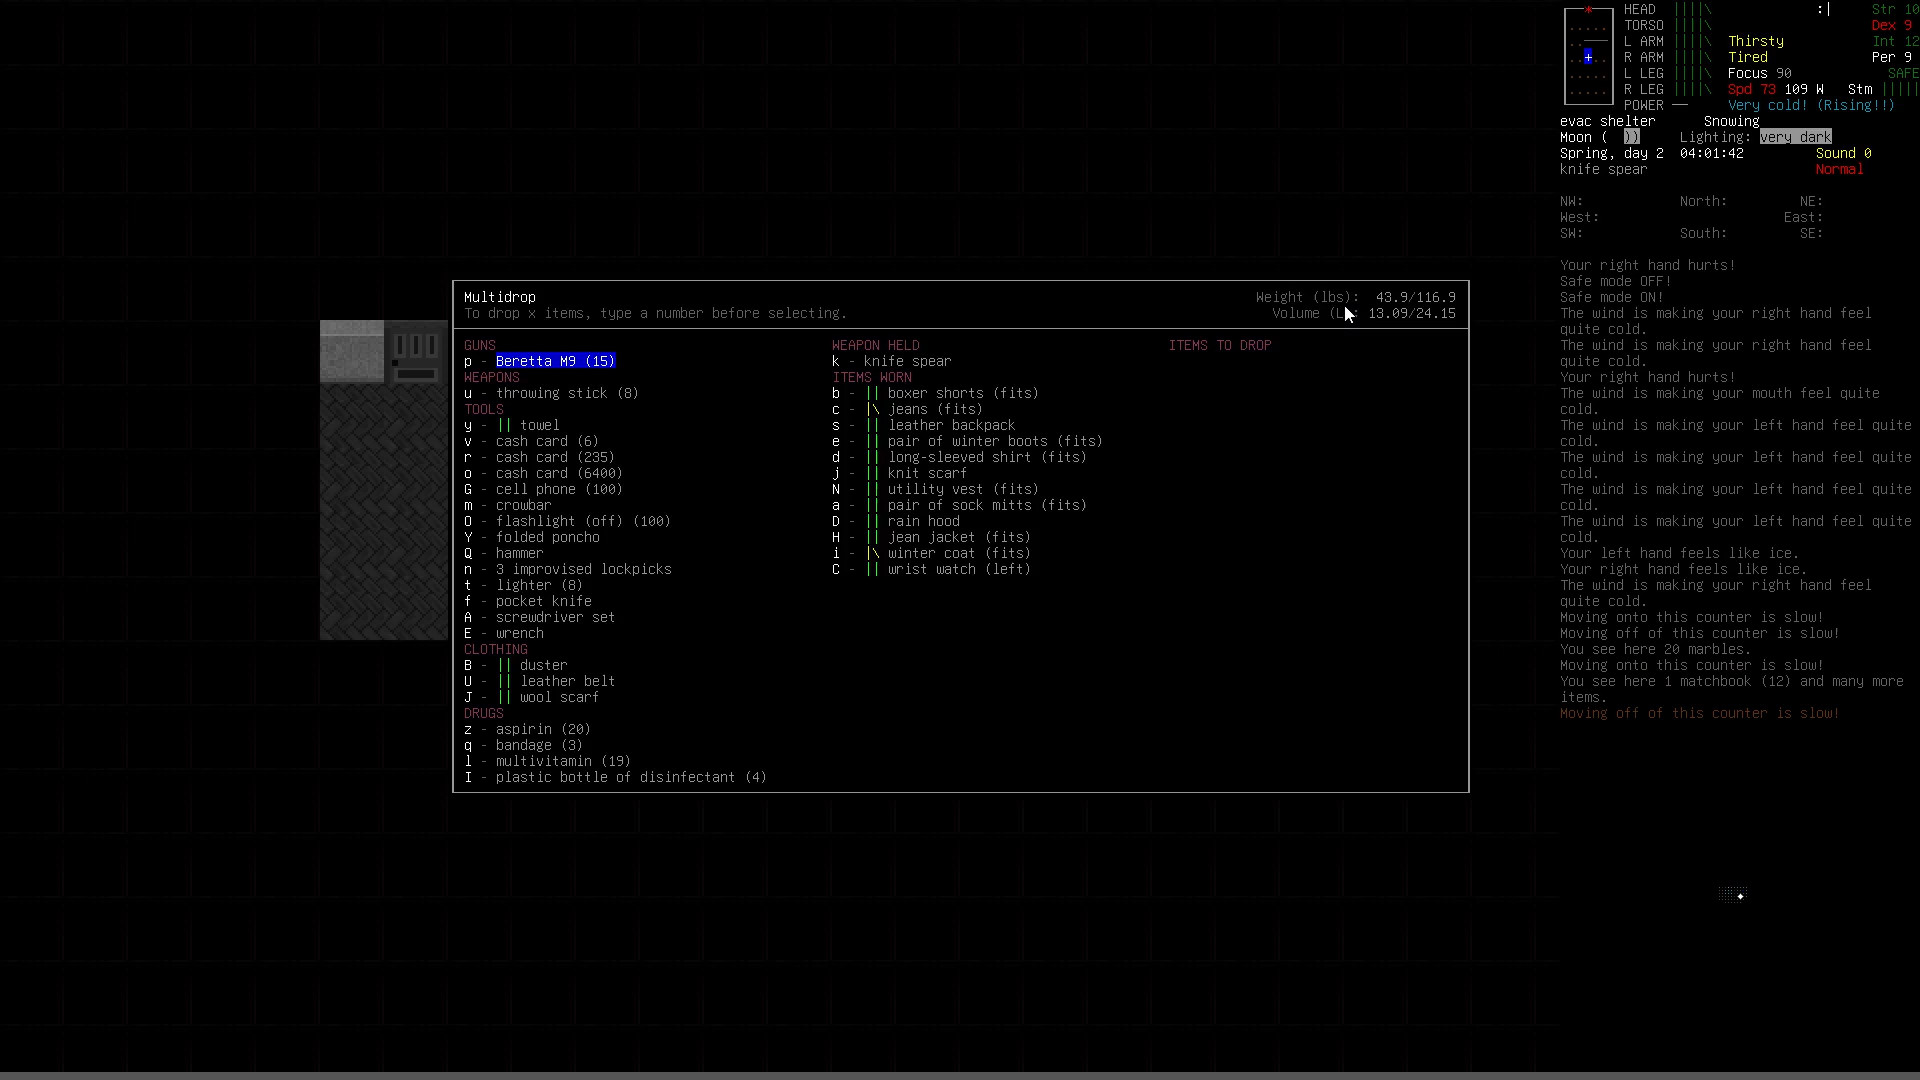 Multidrop
To drop x items, type a number before selecting.
Weight (lbs): 43.9/116.9
Volume (L): 13.09/24.15
GUNS
p - Beretta M9 (15)
WEAPONS
u - throwing stick (8)
TOOLS
y - || towel
v - cash card (6)
r - cash card (235)
o - cash card (6400)
G - cell phone (100)
m - crowbar
O - flashlight (off) (100)
Y - folded poncho
Q - hammer
n - 3 improvised lockpicks
t - lighter (8)
f - pocket knife
A - screwdriver set
E - wrench
CLOTHING
B - || duster
U - || leather belt
J - || wool scarf
DRUGS
z - aspirin (20)
q - bandage (3)
l - multivitamin (19)
I - plastic bottle of disinfectant (4)
WEAPON HELD
k - knife spear
ITEMS WORN
b - || boxer shorts (fits)
c - |\ jeans (fits)
s - || leather backpack
e - || pair of winter boots (fits)
d - || long-sleeved shirt (fits)
j - || knit scarf
N - || utility vest (fits)
a - || pair of sock mitts (fits)
D - || rain hood
H - || jean jacket (fits)
i - |\ winter coat (fits)
C - || wrist watch (left)
ITEMS TO DROP
HEAD ||||\ :| Str 10
TORSO ||||\ Dex 9
L ARM ||||\ Thirsty Int 12
R ARM ||||\ Tired Per 9
L LEG ||||\ Focus 90 SAFE
R LEG ||||\ Spd 73 109 W Stm |||||
POWER — Very cold! (Rising!!)
evac shelter Snowing
Moon ( )) Lighting: very dark
Spring, day 2 04:01:42 Sound 0
knife spear Normal
NW: North: NE:
West: East:
SW: South: SE:
Your right hand hurts!
Safe mode OFF!
Safe mode ON!
The wind is making your right hand feel
quite cold.
The wind is making your right hand feel
quite cold.
Your right hand hurts!
The wind is making your mouth feel quite
cold.
The wind is making your left hand feel quite
cold.
The wind is making your left hand feel quite
cold.
The wind is making your left hand feel quite
cold.
The wind is making your left hand feel quite
cold.
Your left hand feels like ice.
Your right hand feels like ice.
The wind is making your right hand feel
quite cold.
Moving onto this counter is slow!
Moving off of this counter is slow!
You see here 20 marbles.
Moving onto this counter is slow!
You see here 1 matchbook (12) and many more
items.
Moving off of this counter is slow!